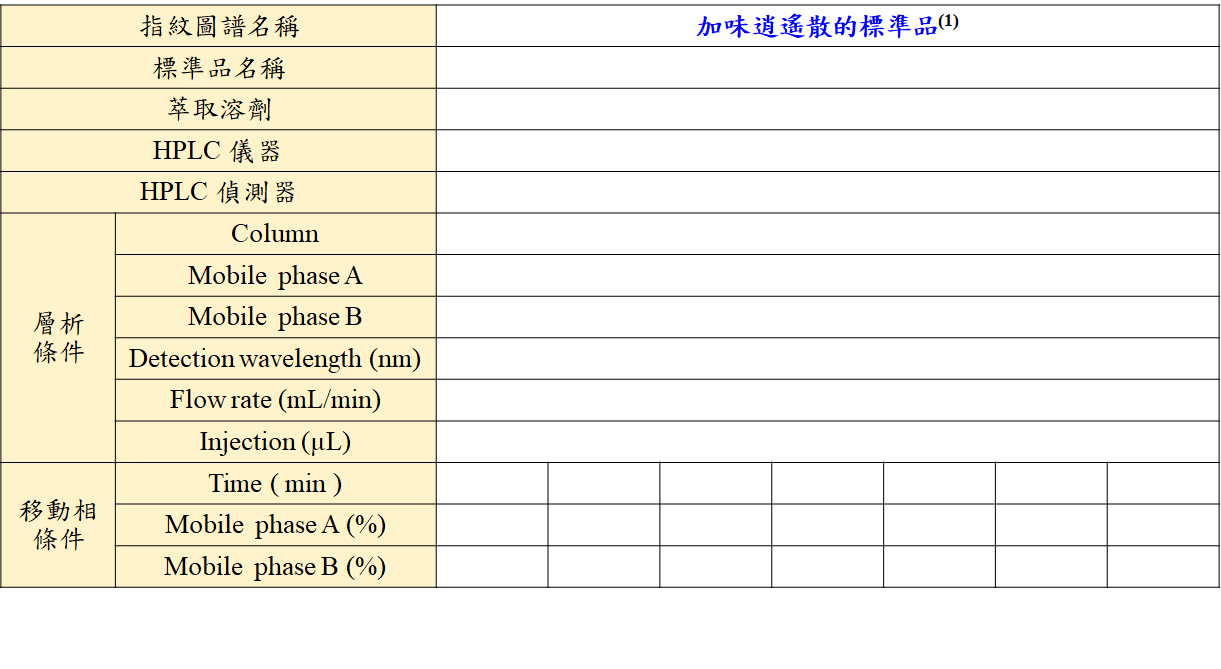 指紋圖譜名稱 加味逍遙散的標準品(1)
標準品名稱
萃取溶劑
HPLC 儀器
HPLC 偵測器
層析
條件
Column
Mobile phase A
Mobile phase B
Detection wavelength (nm)
Flow rate (mL/min)
Injection (µL)
移動相
條件
Time ( min )
Mobile phase A (%)
Mobile phase B (%)